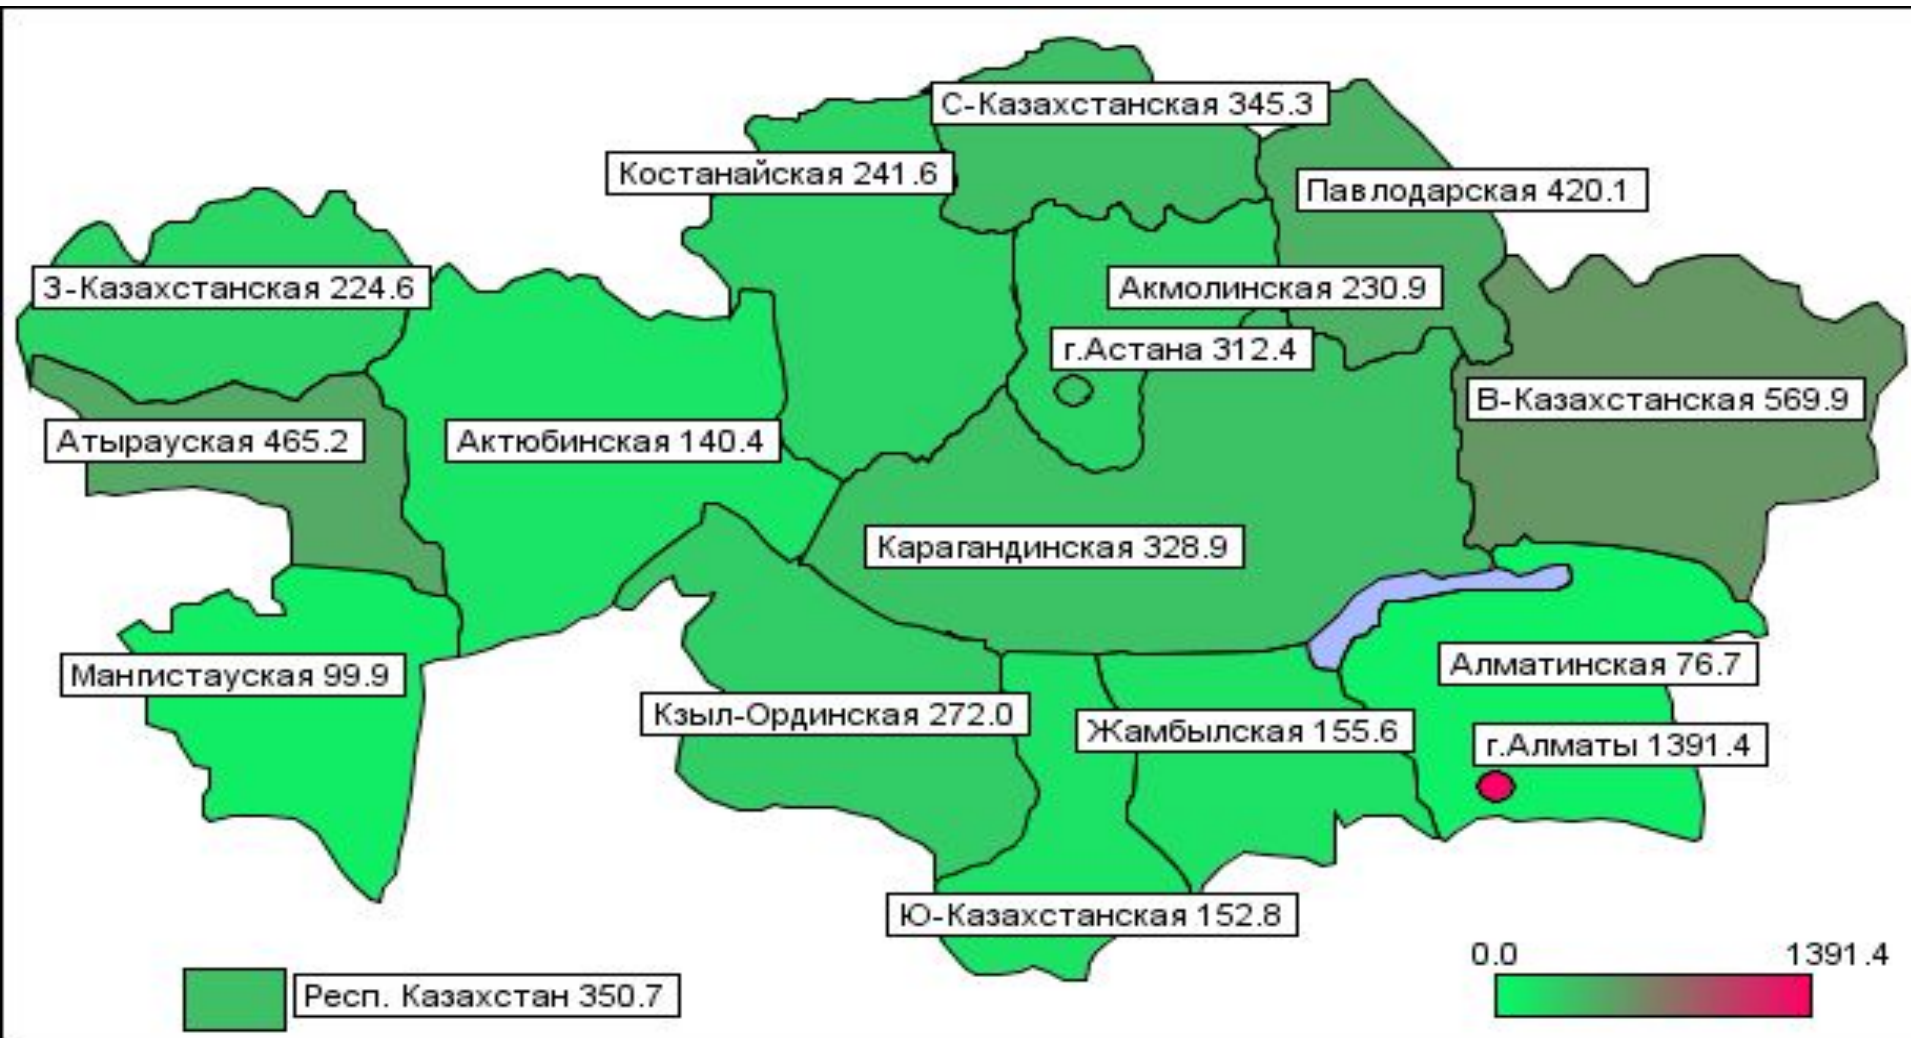 С-Казахстанская 345.3
Костанайская 241.6
Павлодарская 420.1
З-Казахстанская 224.6
Акмолинская 230.9
г.Астана 312.4
В-Казахстанская 569.9
Атырауская 465.2
Актюбинская 140.4
Карагандинская 328.9
Мангистауская 99.9
Алматинская 76.7
Кзыл-Ординская 272.0
Жамбылская 155.6
г.Алматы 1391.4
Ю-Казахстанская 152.8
0.0
1391.4
Респ. Казахстан 350.7